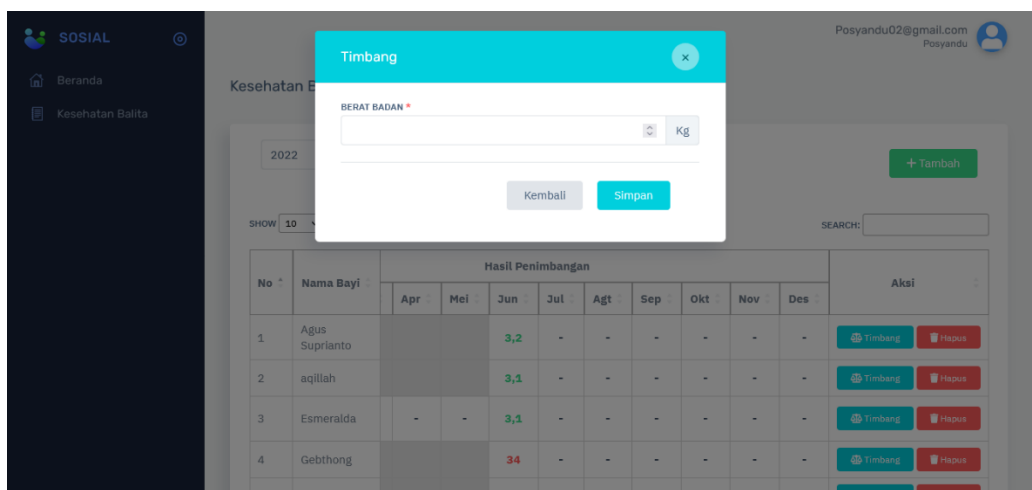 SOSIAL
Posyandu02@gmail.com
Posyandu
Beranda
Kesehatan Balita
Kesehatan B
Timbang
×
BERAT BADAN *
Kg
Kembali
Simpan
2022
+ Tambah
SHOW 10
SEARCH:
No Nama Bayi Hasil Penimbangan Aksi
Apr Mei Jun Jul Agt Sep Okt Nov Des
1 Agus Suprianto 3,2 - - - - - - Timbang Hapus
2 aqillah 3,1 - - - - - - Timbang Hapus
3 Esmeralda - - 3,1 - - - - - - Timbang Hapus
4 Gebthong 34 - - - - - - Timbang Hapus